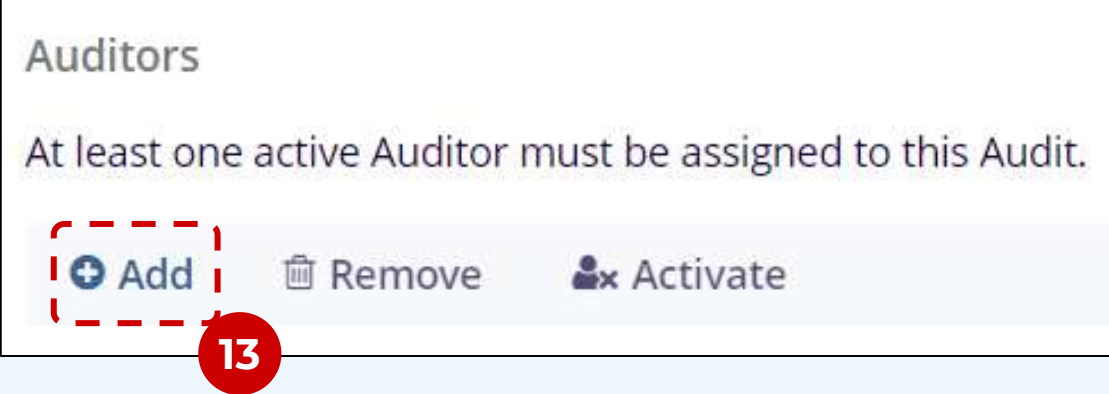 Auditors
At least one active Auditor must be assigned to this Audit.
Add Remove Activate
13